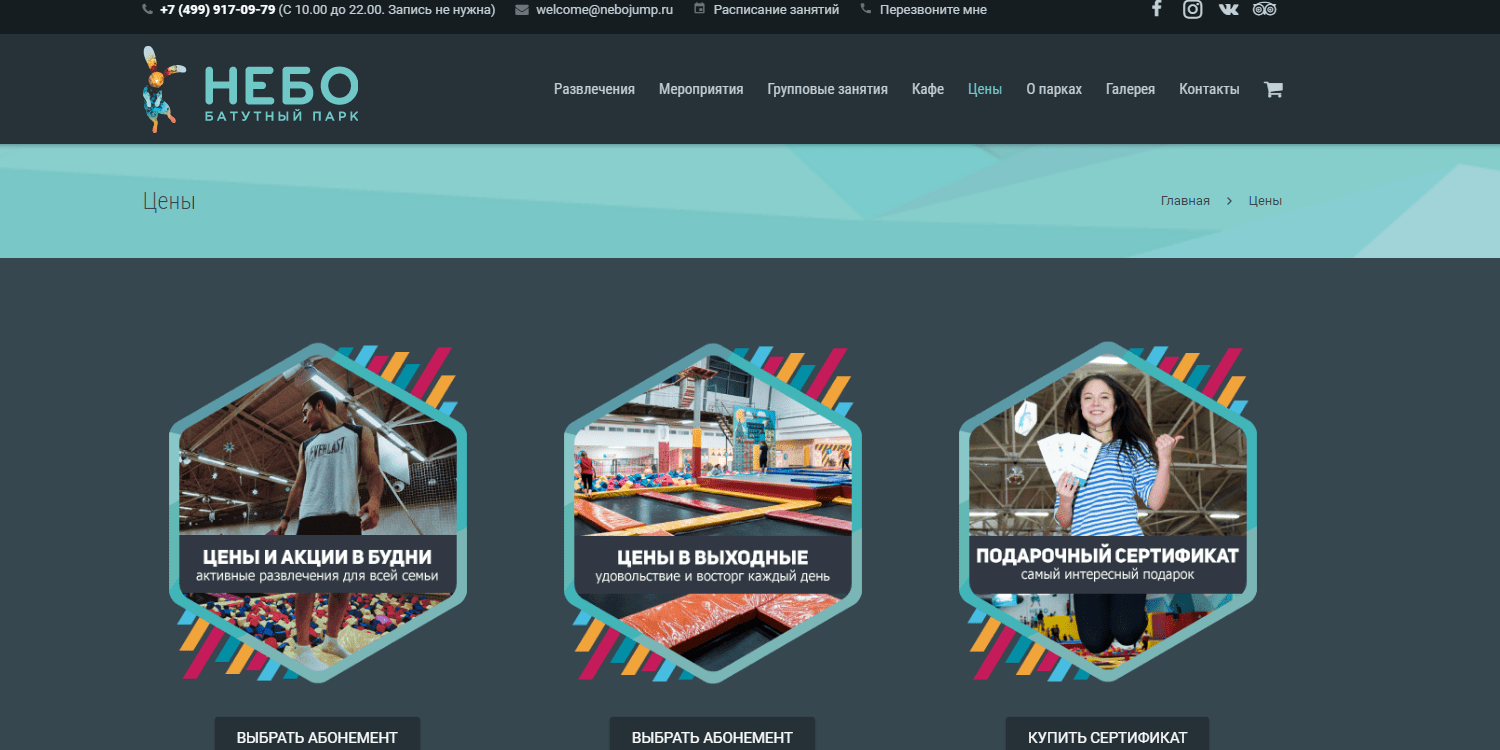 +7 (499) 917-09-79 (С 10.00 до 22.00. Запись не нужна) welcome@nebojump.ru Расписание занятий Перезвоните мне
НЕБО
БАТУТНЫЙ ПАРК
Развлечения Мероприятия Групповые занятия Кафе Цены О парках Галерея Контакты
Цены
Главная > Цены
EVERLAST
ЦЕНЫ И АКЦИИ В БУДНИ
активные развлечения для всей семьи
ЦЕНЫ В ВЫХОДНЫЕ
удовольствие и восторг каждый день
ПОДАРОЧНЫЙ СЕРТИФИКАТ
самый интересный подарок
ВЫБРАТЬ АБОНЕМЕНТ
ВЫБРАТЬ АБОНЕМЕНТ
КУПИТЬ СЕРТИФИКАТ